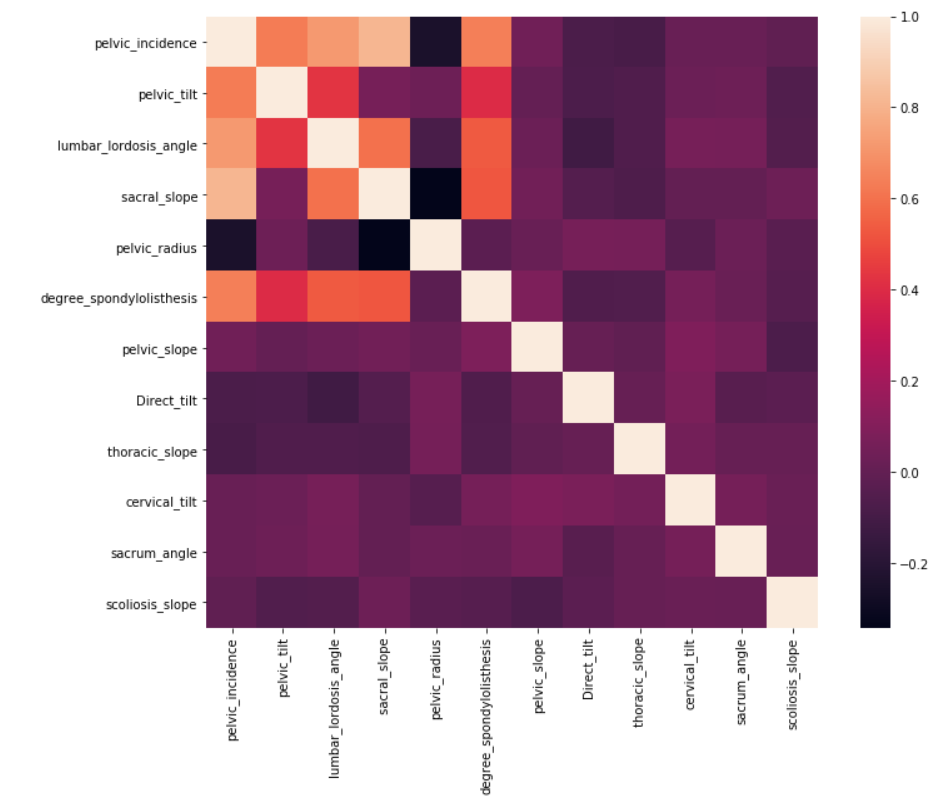 pelvic_incidence
pelvic_tilt
lumbar_lordosis_angle
sacral_slope
pelvic_radius
degree_spondylolisthesis
pelvic_slope
Direct_tilt
thoracic_slope
cervical_tilt
sacrum_angle
scoliosis_slope
pelvic_incidence
pelvic_tilt
lumbar_lordosis_angle
sacral_slope
pelvic_radius
degree_spondylolisthesis
pelvic_slope
Direct_tilt
thoracic_slope
cervical_tilt
sacrum_angle
scoliosis_slope
1.0
0.8
0.6
0.4
0.2
0.0
−0.2